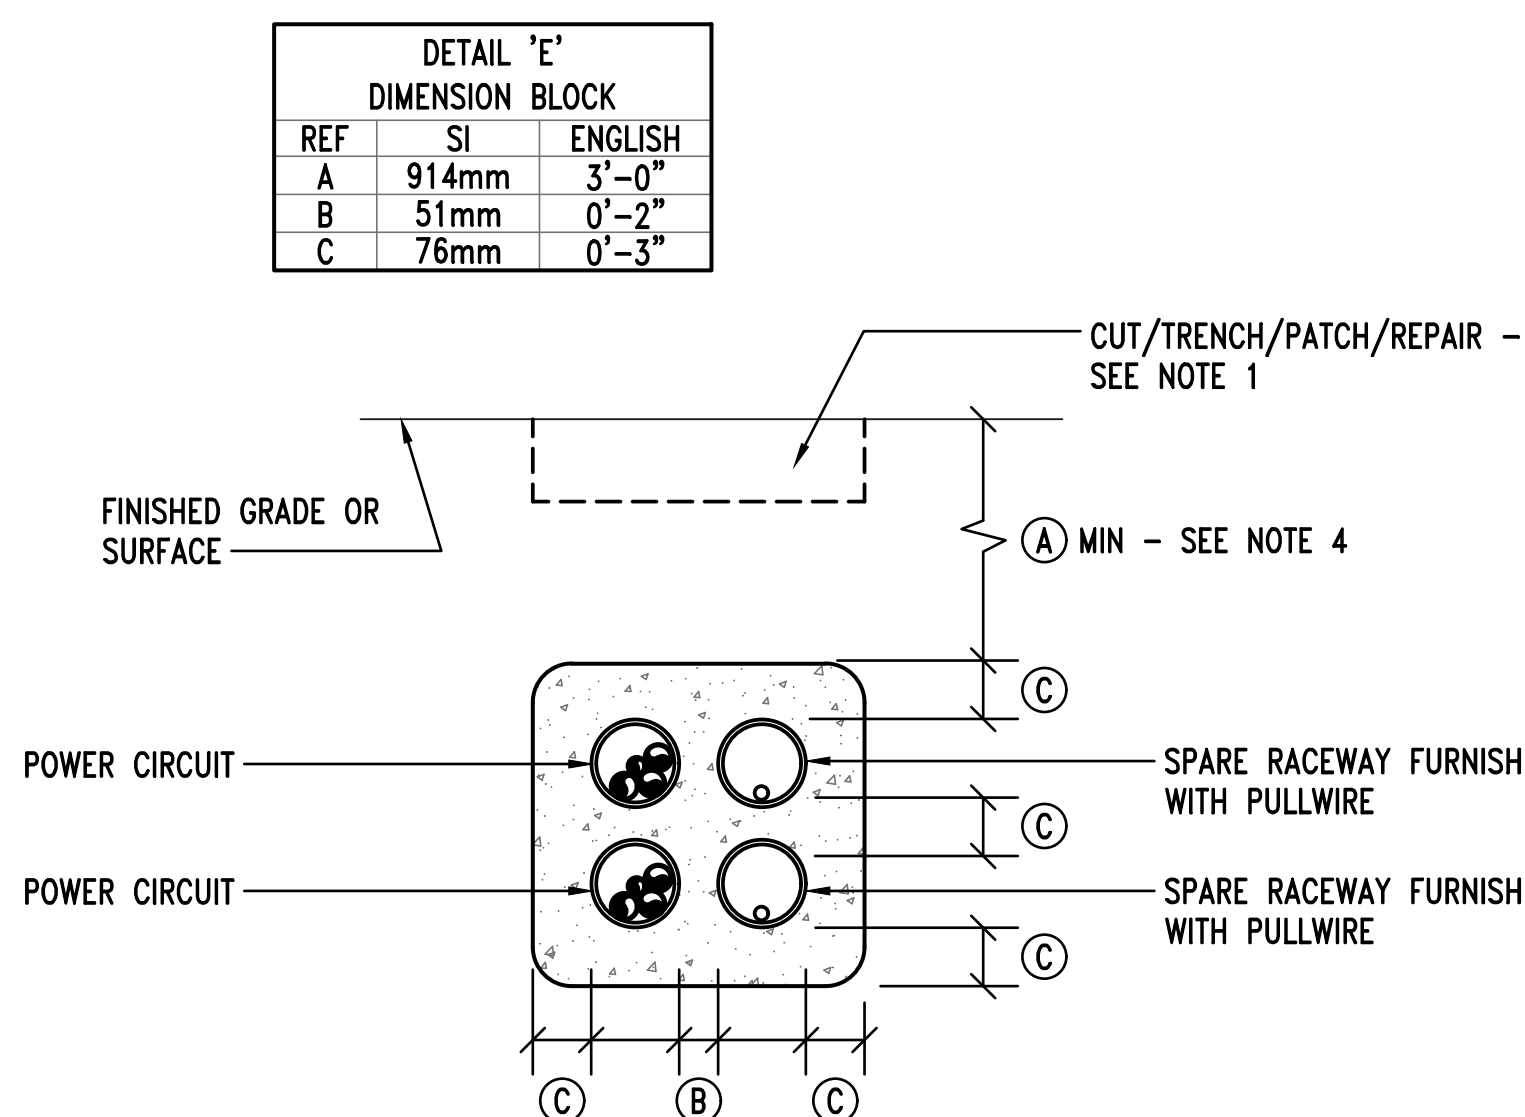 DETAIL 'E'
DIMENSION BLOCK
REF SI ENGLISH
A 914mm 3'-0"
B 51mm 0'-2"
C 76mm 0'-3"
CUT/TRENCH/PATCH/REPAIR -
SEE NOTE 1
FINISHED GRADE OR
SURFACE
A MIN - SEE NOTE 4
C
POWER CIRCUIT
SPARE RACEWAY FURNISH
WITH PULLWIRE
C
POWER CIRCUIT
SPARE RACEWAY FURNISH
WITH PULLWIRE
C
C B C